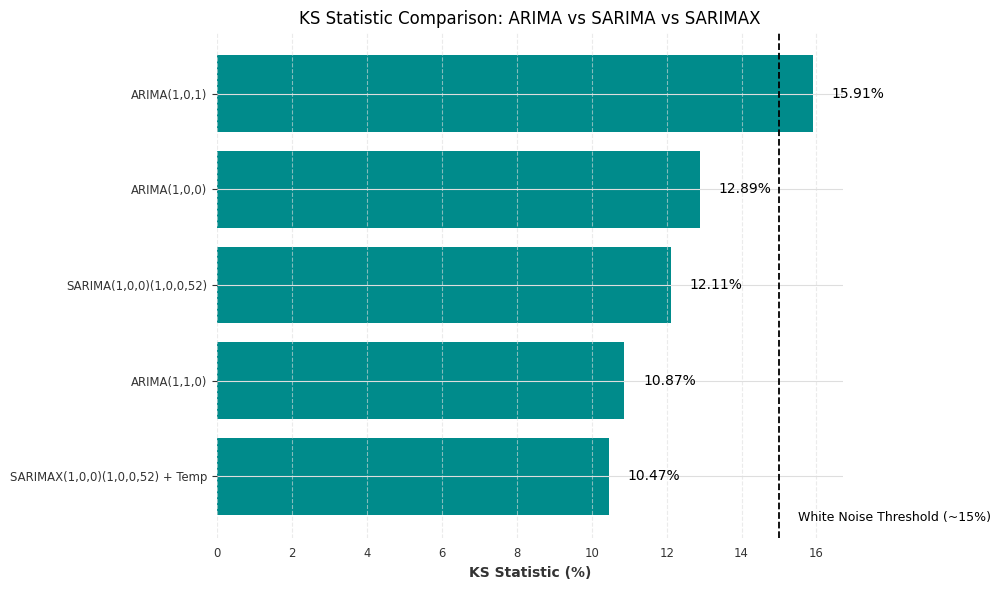 KS Statistic Comparison: ARIMA vs SARIMA vs SARIMAX
ARIMA(1,0,1)
15.91%
ARIMA(1,0,0)
12.89%
SARIMA(1,0,0)(1,0,0,52)
12.11%
ARIMA(1,1,0)
10.87%
SARIMAX(1,0,0)(1,0,0,52) + Temp
10.47%
White Noise Threshold (~15%)
0 2 4 6 8 10 12 14 16
KS Statistic (%)